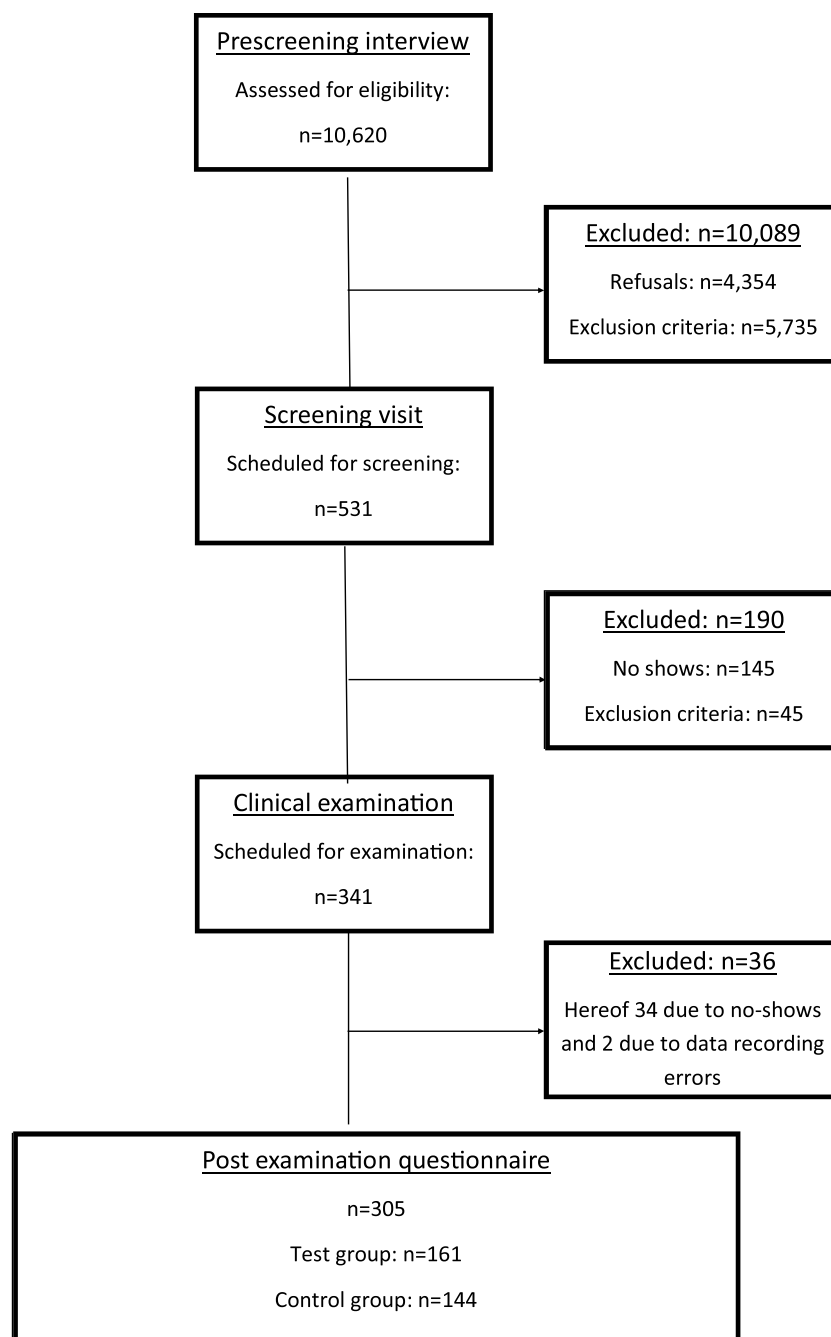 Prescreening interview
Assessed for eligibility:
n=10,620
Excluded: n=10,089
Refusals: n=4,354
Exclusion criteria: n=5,735
Screening visit
Scheduled for screening:
n=531
Excluded: n=190
No shows: n=145
Exclusion criteria: n=45
Clinical examination
Scheduled for examination:
n=341
Excluded: n=36
Hereof 34 due to no-shows
and 2 due to data recording
errors
Post examination questionnaire
n=305
Test group: n=161
Control group: n=144